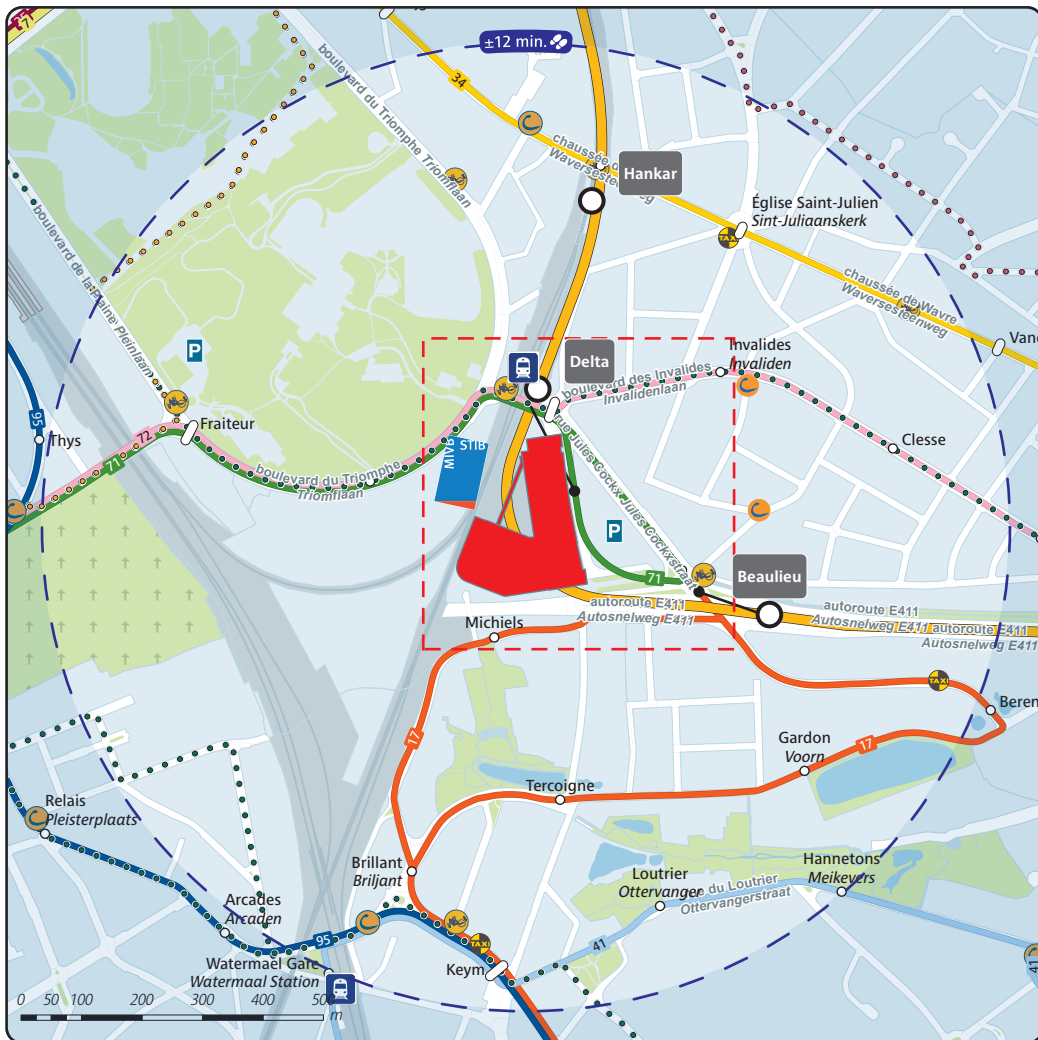 7
±12 min.
boulevard du Triomphe Triomflaan
34
chaussée de
Waversesteenweg
Hankar
Église Saint-Julien
Sint-Juliaanskerk
TAXI
boulevard de la Plaine Pleinlaan
chaussée de Wavre
Waversesteenweg
P
Delta
Invalides
Invaliden
boulevard des Invalides
Invalidenlaan
95
Thys
72
71
Fraiteur
Clesse
boulevard du Triomphe
Triomflaan
MIVB
STIB
rue Jules Cockx Jules Cockxstraat
P
71
Beaulieu
autoroute E411
Autosnelweg E411
autoroute E411
Autosnelweg E411
autoroute E411
Autosnelweg E411
Michiels
TAXI
17
Gardon
Voorn
17
Tercoigne
Relais
Pleisterplaats
Brillant
Briljant
Loutrier
Ottervanger
Hannetons
Meikevers
du Loutrier
Ottervangerstraat
Arcades
Arcaden
95
TAXI
41
41
Watermael Gare
Watermaal Station
Keym
0 50 100 200 300 400 500
m